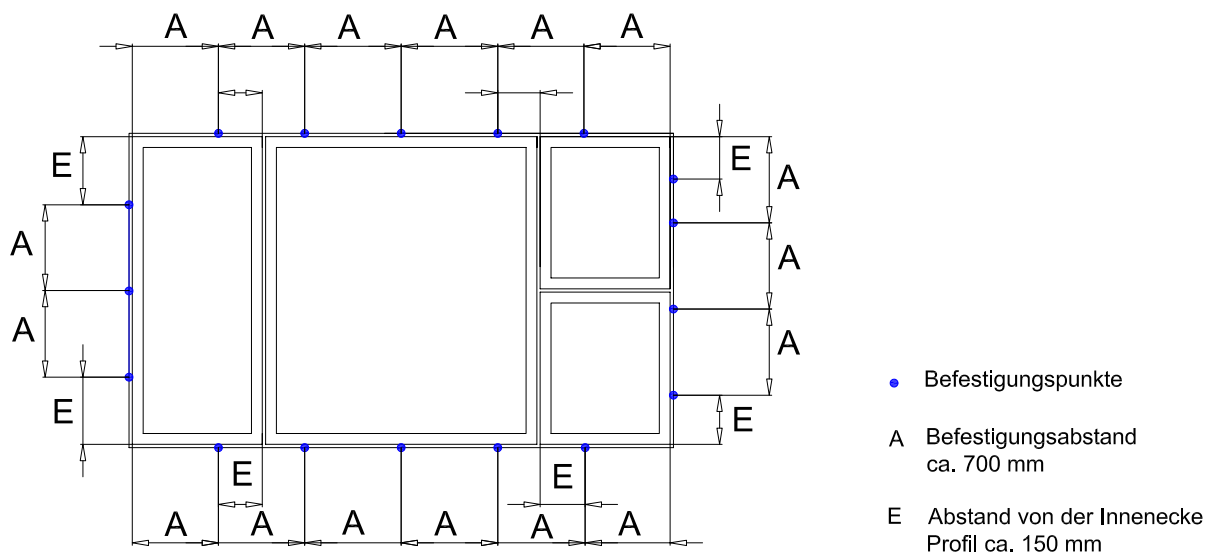 A A A A A A
E
E
A
A
A
A
A
E
E
E E
A A A A A A
Befestigungspunkte
A Befestigungsabstand
ca. 700 mm
E Abstand von der Innenecke
Profil ca. 150 mm